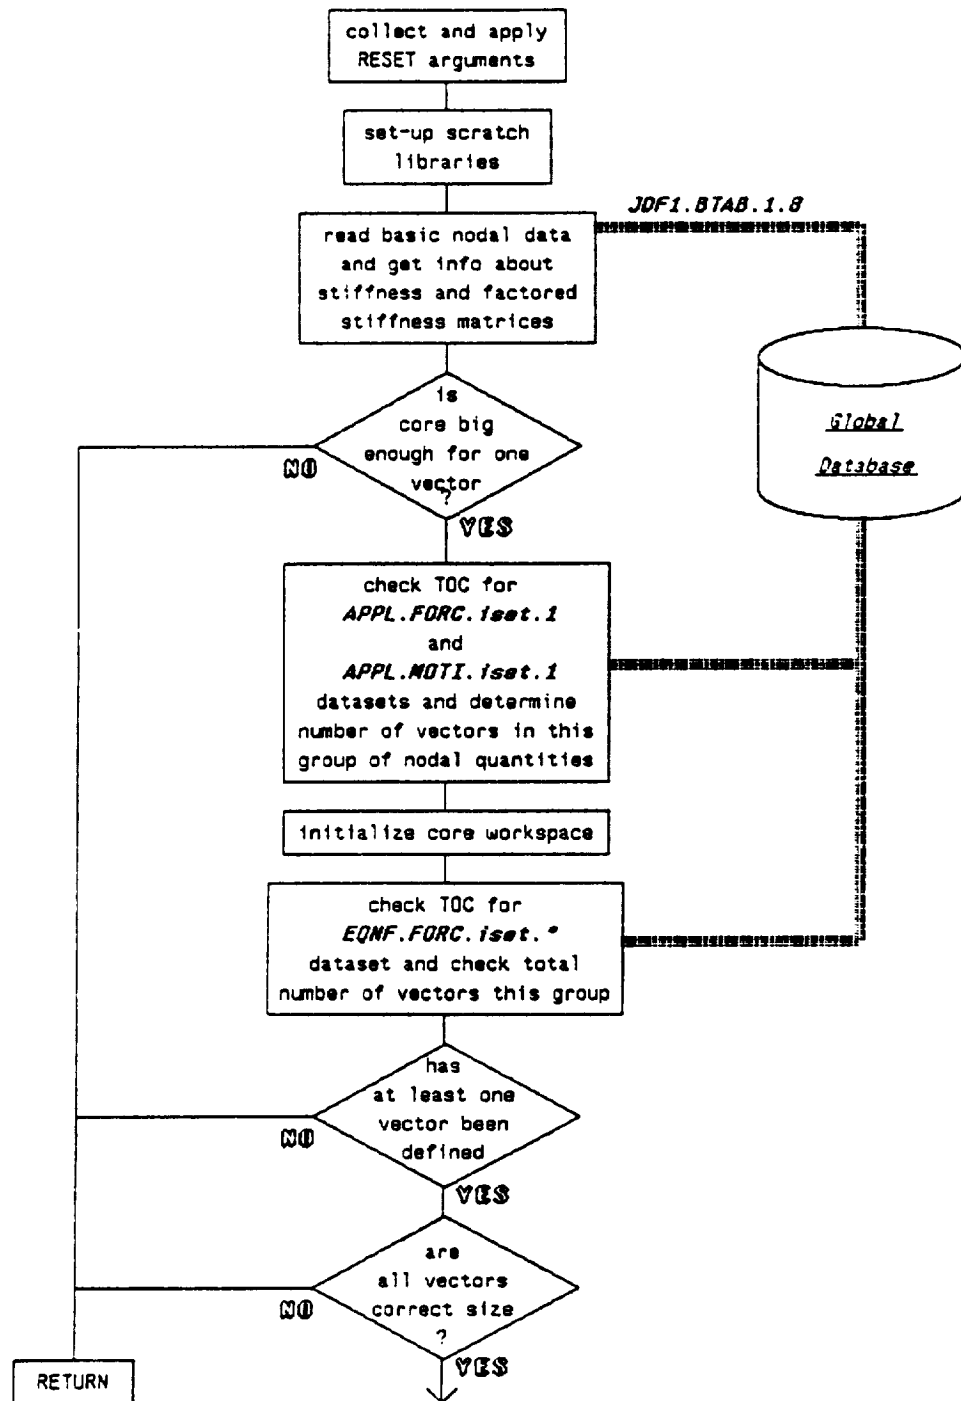 collect and apply
RESET arguments
set-up scratch
libraries
JDF1.BTAB.1.8
read basic nodal data
and get info about
stiffness and factored
stiffness matrices
is
core big
enough for one
vector
?
NO
YES
Global
Database
check TOC for
APPL.FORC.iset.1
and
APPL.MOTI.iset.1
datasets and determine
number of vectors in this
group of nodal quantities
initialize core workspace
check TOC for
EQNF.FORC.iset.*
dataset and check total
number of vectors this group
has
at least one
vector been
defined
NO
YES
are
all vectors
correct size
?
NO
YES
RETURN